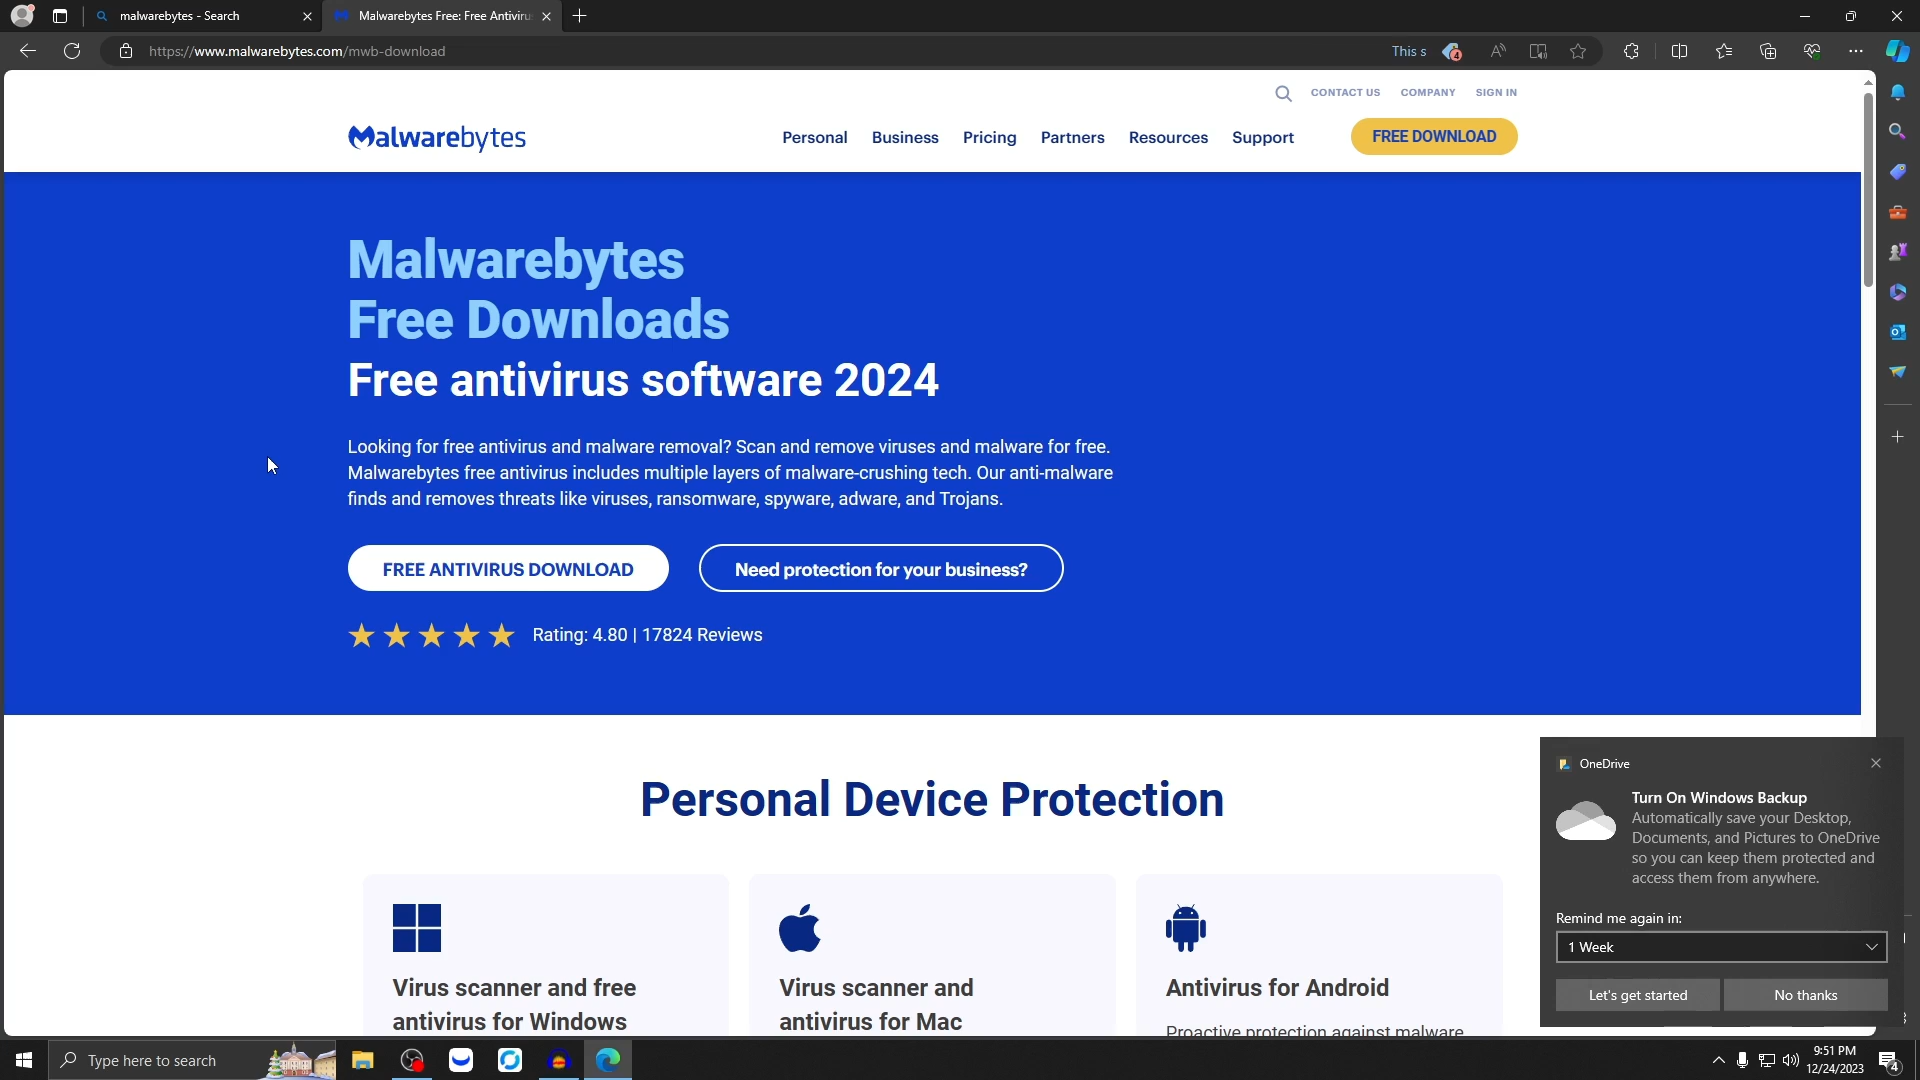 malwarebytes - Search
Malwarebytes Free: Free Antiviru
https://www.malwarebytes.com/mwb-download
This s
4
CONTACT US
COMPANY
SIGN IN
Malwarebytes
Personal
Business
Pricing
Partners
Resources
Support
FREE DOWNLOAD
Malwarebytes
Free Downloads
Free antivirus software 2024
Looking for free antivirus and malware removal? Scan and remove viruses and malware for free.
Malwarebytes free antivirus includes multiple layers of malware-crushing tech. Our anti-malware
finds and removes threats like viruses, ransomware, spyware, adware, and Trojans.
FREE ANTIVIRUS DOWNLOAD
Need protection for your business?
Rating: 4.80 | 17824 Reviews
Personal Device Protection
Virus scanner and free
antivirus for Windows
Virus scanner and
antivirus for Mac
Antivirus for Android
Proactive protection against malware
OneDrive
Turn On Windows Backup
Automatically save your Desktop,
Documents, and Pictures to OneDrive
so you can keep them protected and
access them from anywhere.
Remind me again in:
1 Week
Let's get started
No thanks
Type here to search
9:51 PM
12/24/2023
4